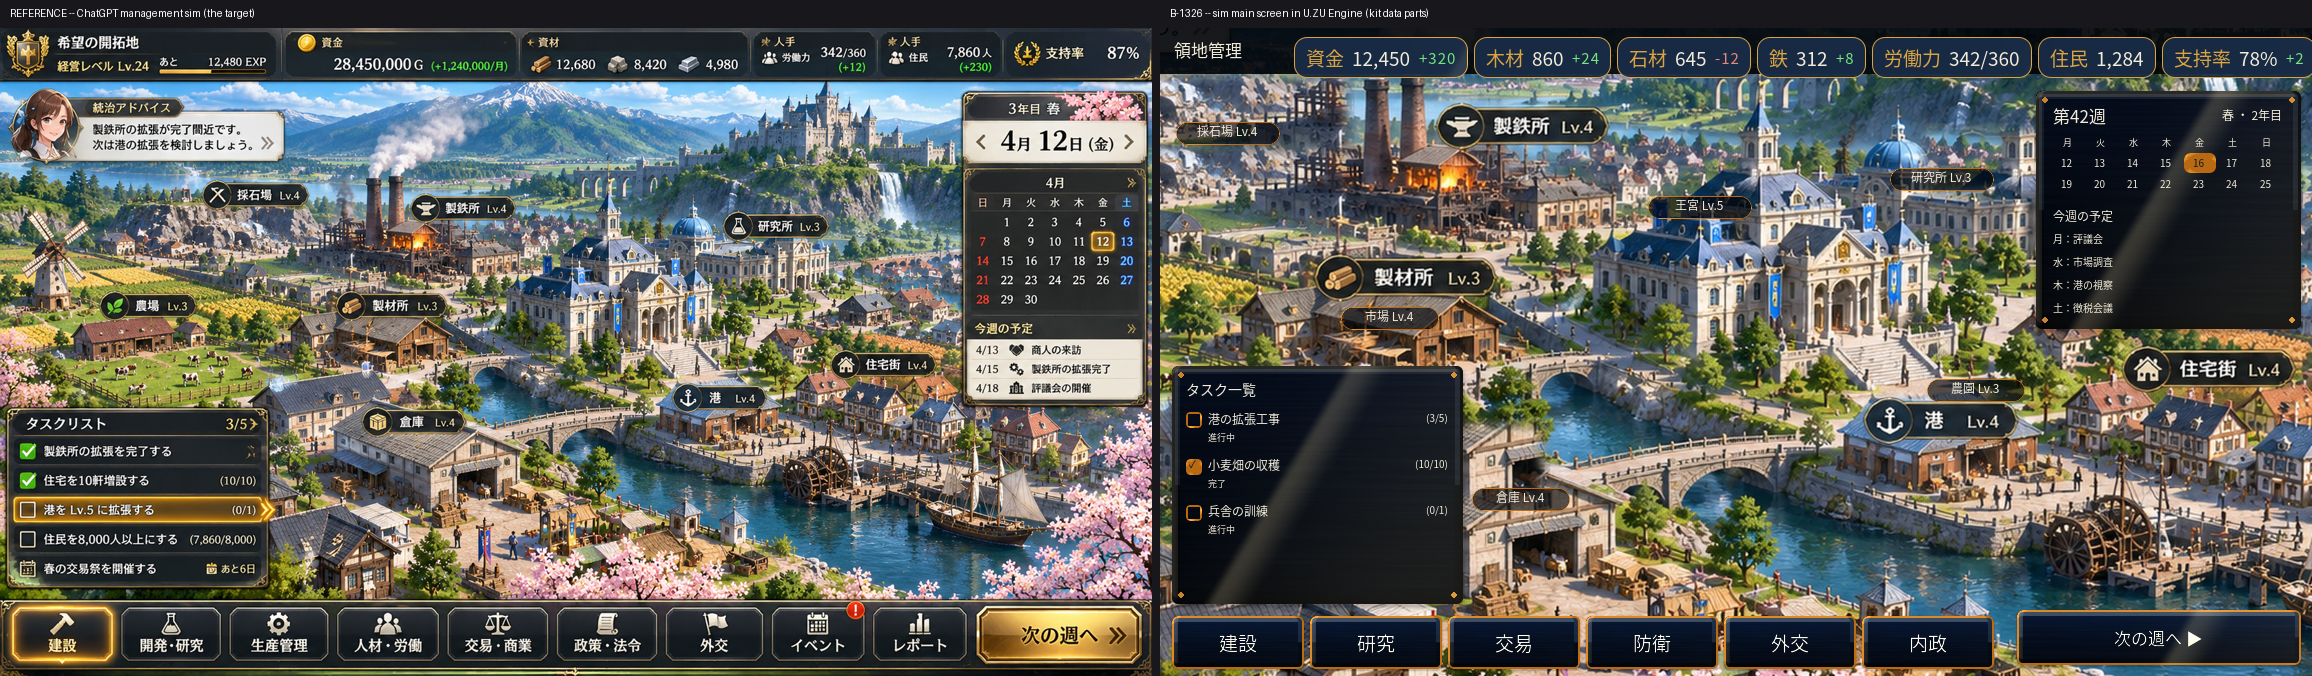 REFERENCE -- ChatGPT management sim (the target)
希望の開拓地
経営レベル Lv.24 あと 12,480 EXP
資金
28,450,000 G (+1,240,000/月)
資材
12,680 8,420 4,980
人手
労働力 342/360
(+12)
人手
住民 7,860人
(+230)
支持率 87%
統治アドバイス
製鉄所の拡張が完了間近です。
次は港の拡張を検討しましょう。
採石場 Lv.4
製鉄所 Lv.4
研究所 Lv.3
農場 Lv.3
製材所 Lv.3
住宅街 Lv.4
港 Lv.4
倉庫 Lv.4
3年目 春
4月 12日 (金)
4月
日 月 火 水 木 金 土
1 2 3 4 5 6
7 8 9 10 11 12 13
14 15 16 17 18 19 20
21 22 23 24 25 26 27
28 29 30
今週の予定
4/13 商人の来訪
4/15 製鉄所の拡張完了
4/18 評議会の開催
タスクリスト 3/5
製鉄所の拡張を完了する
住宅を10軒増設する (10/10)
港を Lv.5 に拡張する (0/1)
住民を8,000人以上にする (7,860/8,000)
春の交易祭を開催する あと6日
建設
開発・研究
生産管理
人材・労働
交易・商業
政策・法令
外交
イベント
!
レポート
次の週へ
B-1326 -- sim main screen in U.ZU Engine (kit data parts)
領地管理
資金 12,450 +320
木材 860 +24
石材 645 -12
鉄 312 +8
労働力 342/360
住民 1,284
支持率 78% +2
採石場 Lv.4
製鉄所 Lv.4
研究所 Lv.3
王宮 Lv.5
製材所 Lv.3
市場 Lv.4
住宅街 Lv.4
農園 Lv.3
港 Lv.4
倉庫 Lv.4
第42週 春・2年目
月 火 水 木 金 土 日
12 13 14 15 16 17 18
19 20 21 22 23 24 25
今週の予定
月：評議会
水：市場調査
木：港の視察
土：徴税会議
タスク一覧
港の拡張工事 (3/5)
進行中
小麦畑の収穫 (10/10)
完了
兵舎の訓練 (0/1)
進行中
建設
研究
交易
防衛
外交
内政
次の週へ ▶